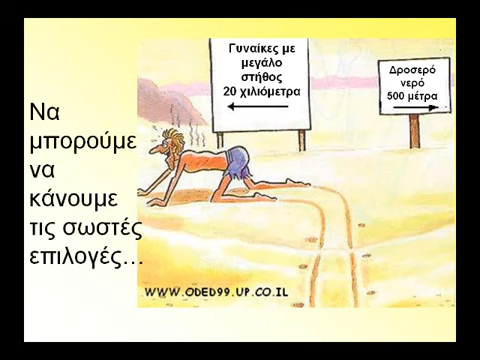 Να
μπορούμε
να
κάνουμε
τις σωστές
επιλογές...
Γυναίκες με
μεγάλο
στήθος
20 χιλιόμετρα
Δροσερό
νερό
500 μέτρα
WWW.ODED99.UP.CO.IL